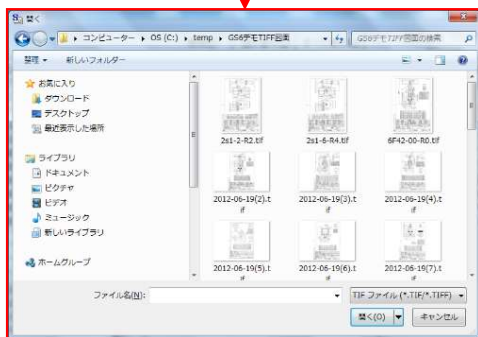 開く
コンピューター ▸ OS (C:) ▸ temp ▸ GS6デモTIFF図面
GS6デモTIFF図面の検索
整理 ▾
新しいフォルダー
お気に入り
ダウンロード
デスクトップ
最近表示した場所
ライブラリ
ドキュメント
ピクチャ
ビデオ
ミュージック
新しいライブラリ
ホームグループ
2s1-2-R2.tif
2s1-6-R4.tif
6F42-00-R0.tif
2012-06-19(2).t
if
2012-06-19(3).t
if
2012-06-19(4).t
if
2012-06-19(5).t
if
2012-06-19(6).t
if
2012-06-19(7).t
if
ファイル名(N):
TIF ファイル (*.TIF/*.TIFF)
開く(O)
キャンセル